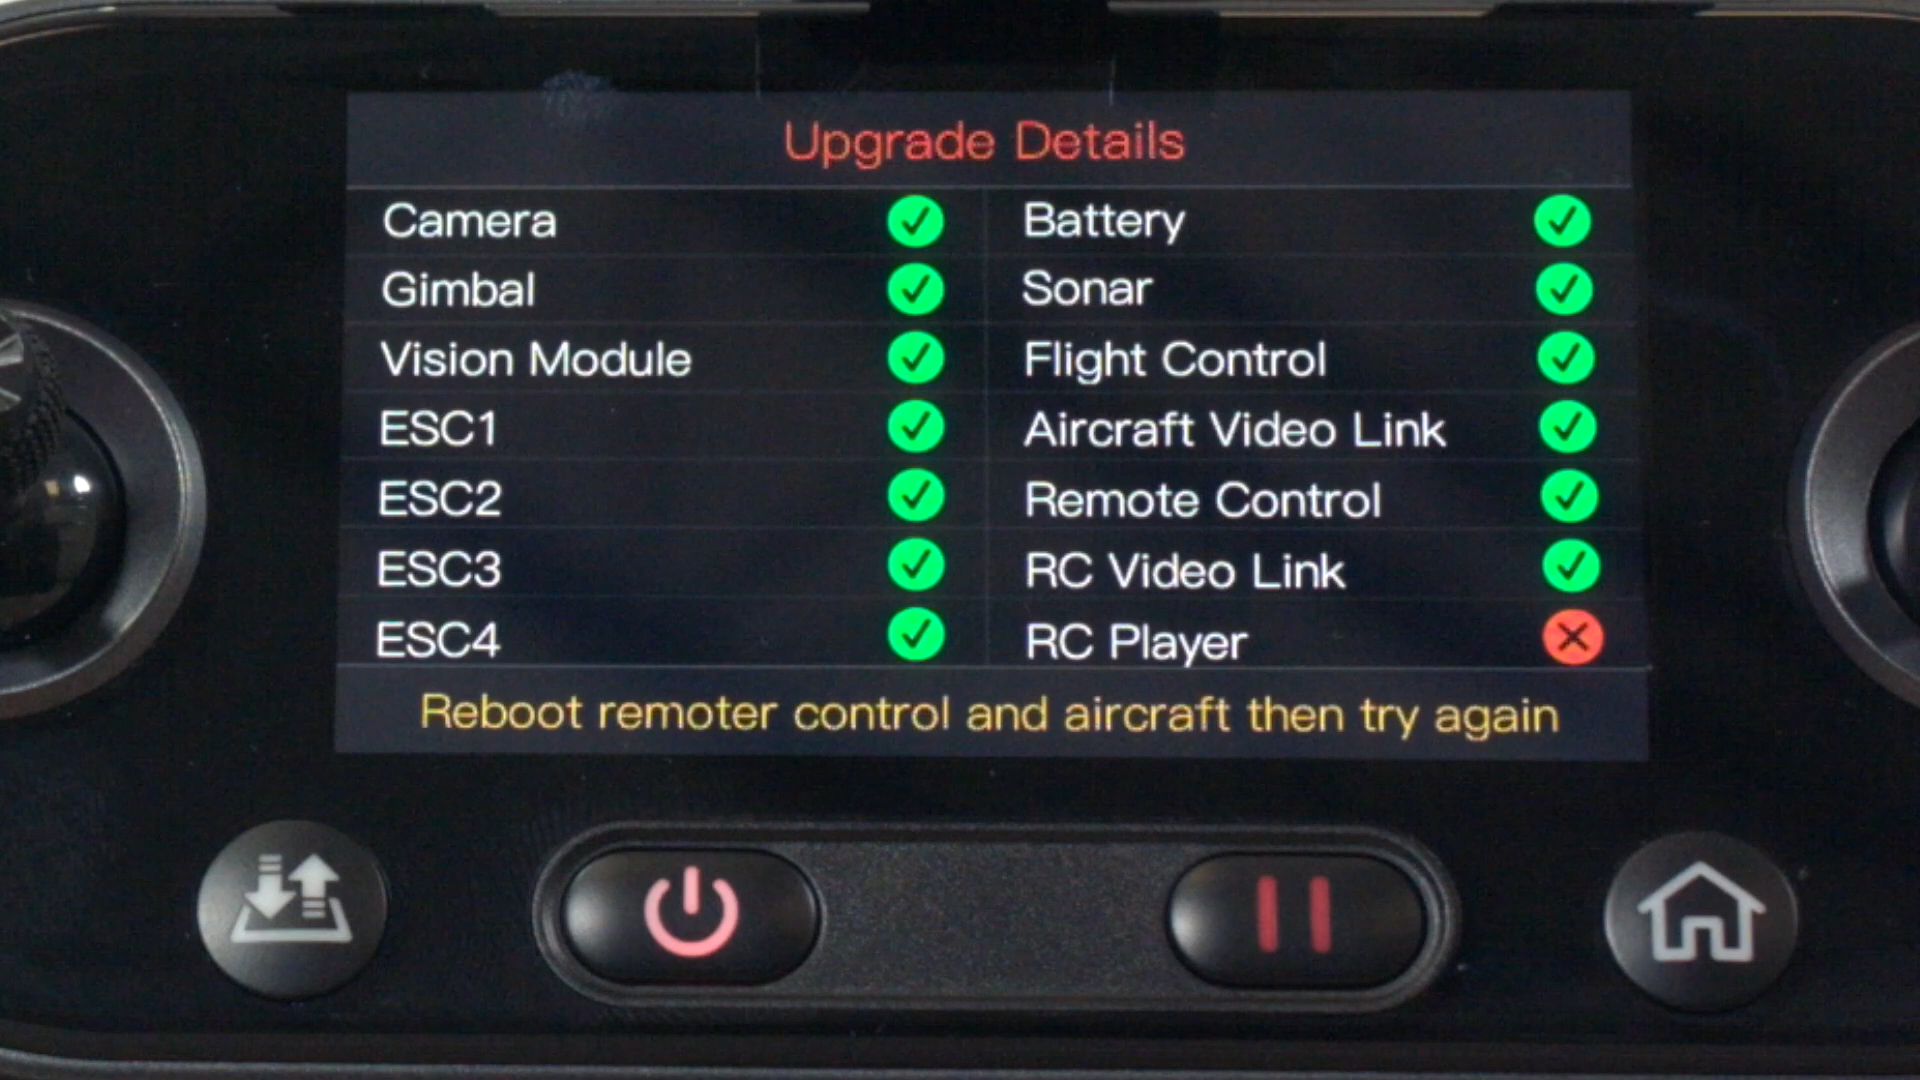 Upgrade Details
Camera
Battery
Gimbal
Sonar
Vision Module
Flight Control
ESC1
Aircraft Video Link
ESC2
Remote Control
ESC3
RC Video Link
ESC4
RC Player
Reboot remoter control and aircraft then try again